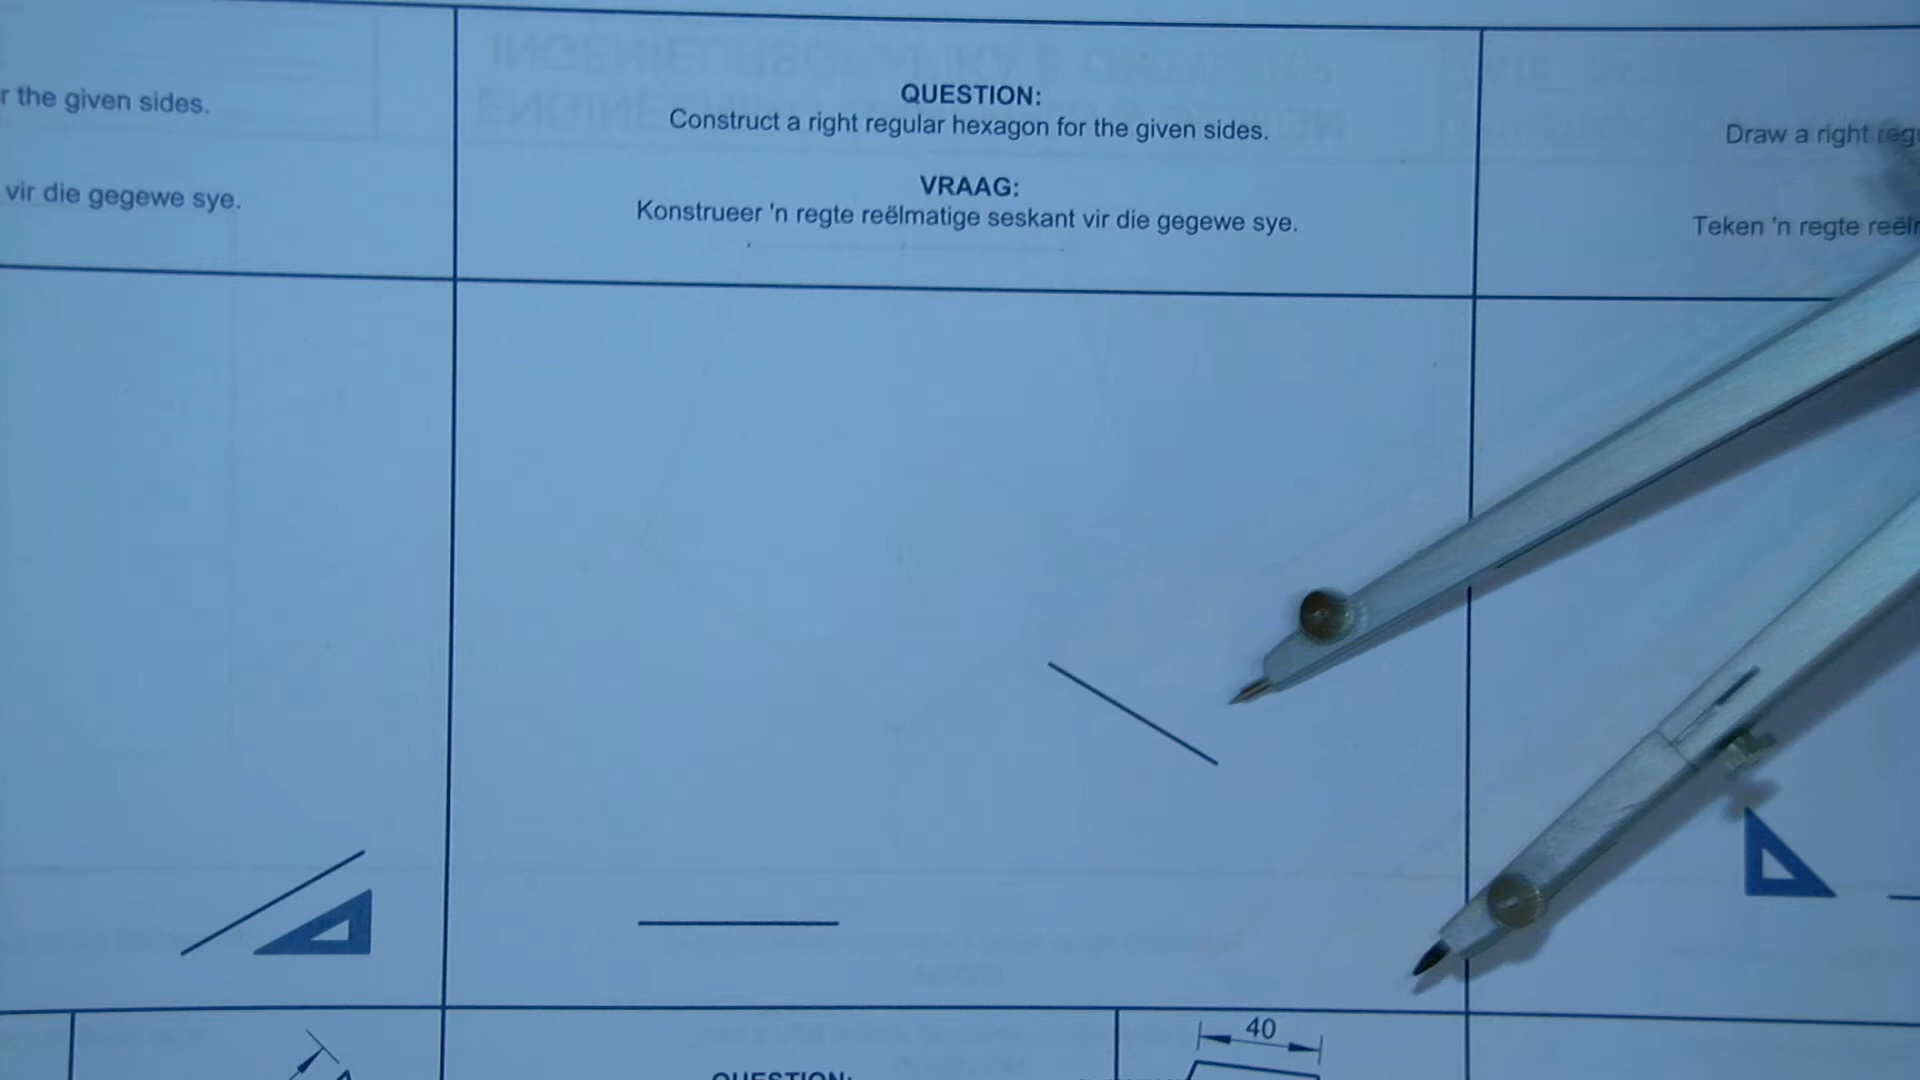 r the given sides.
vir die gegewe sye.
QUESTION:
Construct a right regular hexagon for the given sides.
VRAAG:
Konstrueer 'n regte reëlmatige seskant vir die gegewe sye.
Draw a right reg
Teken 'n regte reël
40
QUESTION: